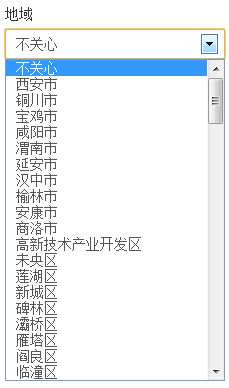 地域
不关心
不关心
西安市
铜川市
宝鸡市
咸阳市
渭南市
延安市
汉中市
榆林市
安康市
商洛市
高新技术产业开发区
未央区
莲湖区
新城区
碑林区
灞桥区
雁塔区
阎良区
临潼区